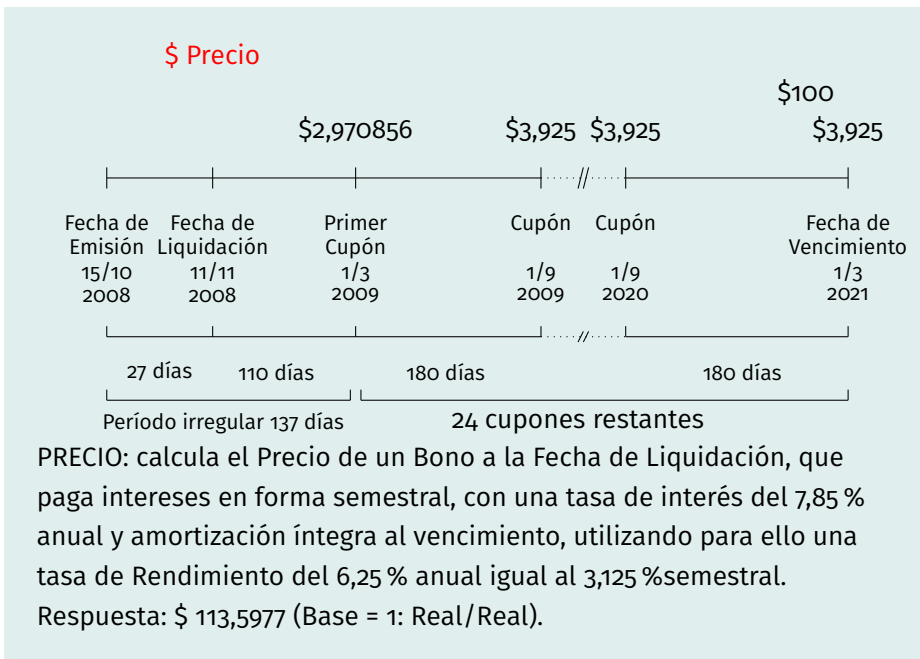 $ Precio
$100
$2,970856 $3,925 $3,925 $3,925
Fecha de Fecha de Primer Cupón Cupón Fecha de
Emisión Liquidación Cupón Vencimiento
15/10 11/11 1/3 1/9 1/9 1/3
2008 2008 2009 2009 2020 2021
27 días 110 días 180 días 180 días
Período irregular 137 días 24 cupones restantes
PRECIO: calcula el Precio de un Bono a la Fecha de Liquidación, que
paga intereses en forma semestral, con una tasa de interés del 7,85 %
anual y amortización íntegra al vencimiento, utilizando para ello una
tasa de Rendimiento del 6,25 % anual igual al 3,125 %semestral.
Respuesta: $ 113,5977 (Base = 1: Real/Real).